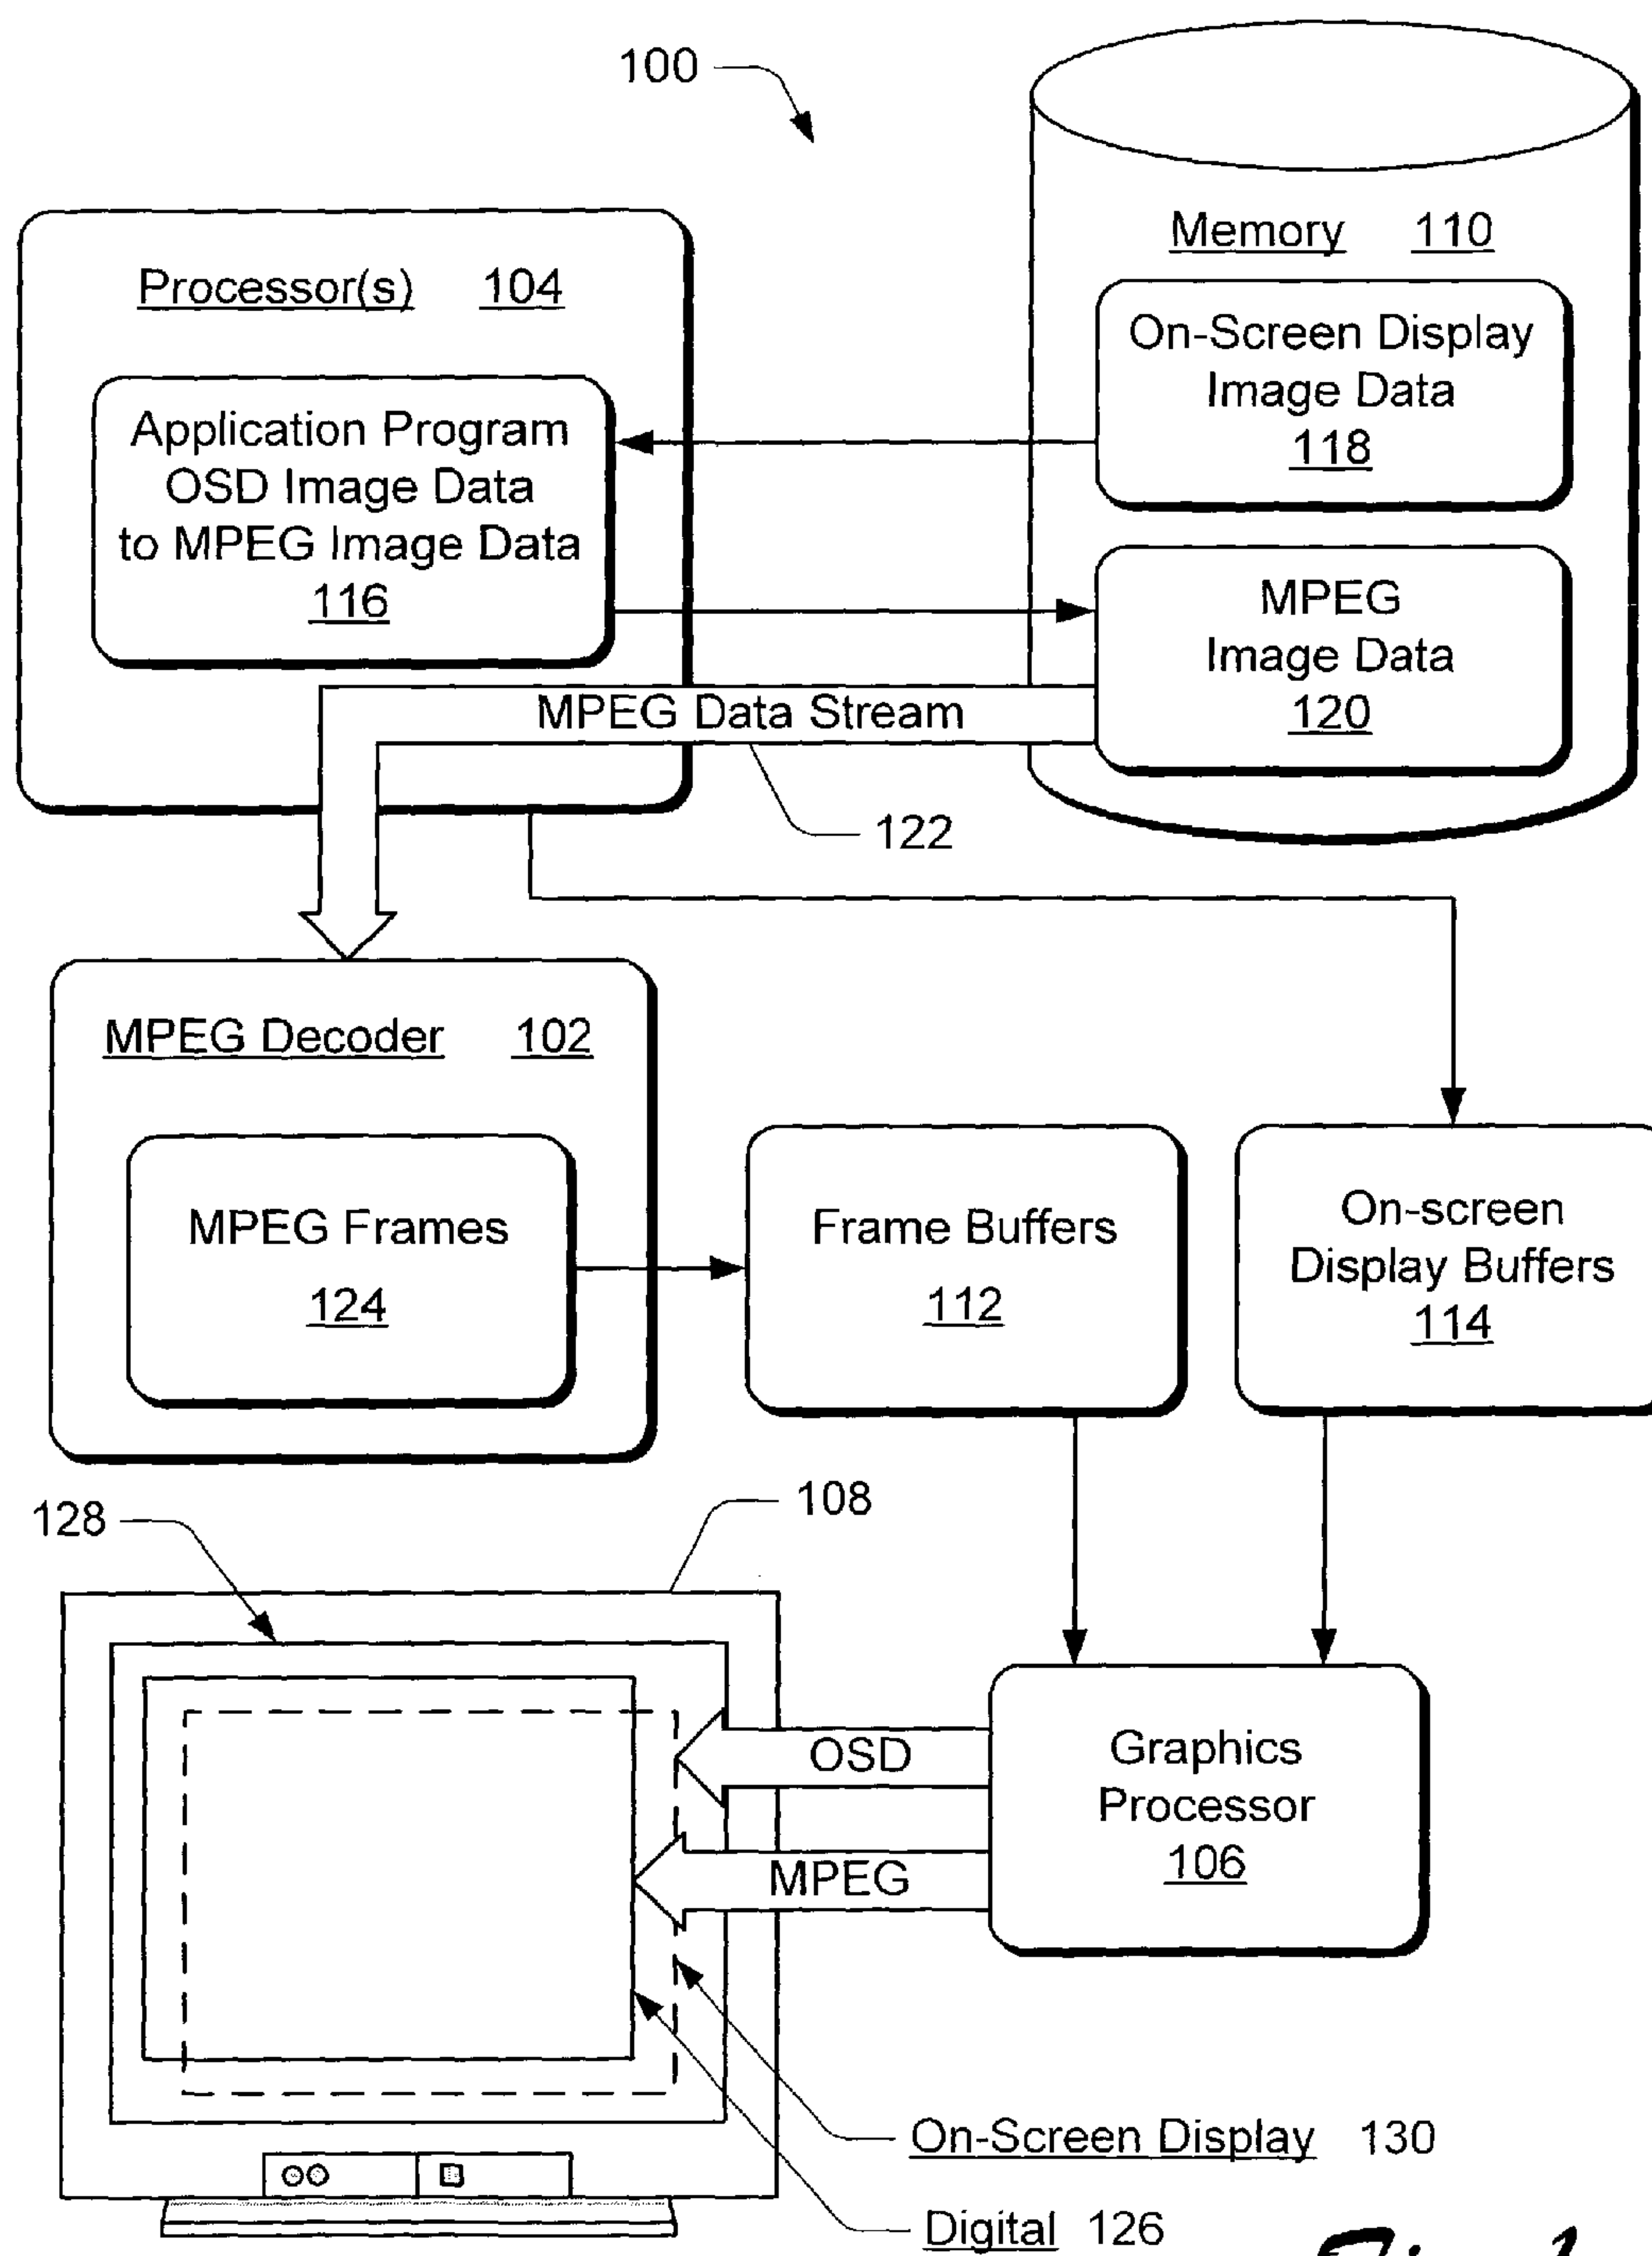 100
Memory 110
Processor(s) 104
On-Screen Display
Image Data
118
Application Program
OSD Image Data
to MPEG Image Data
116
MPEG
Image Data
120
MPEG Data Stream
122
MPEG Decoder 102
MPEG Frames
124
Frame Buffers
112
On-screen
Display Buffers
114
128
108
OSD
MPEG
Graphics
Processor
106
On-Screen Display 130
Digital 126